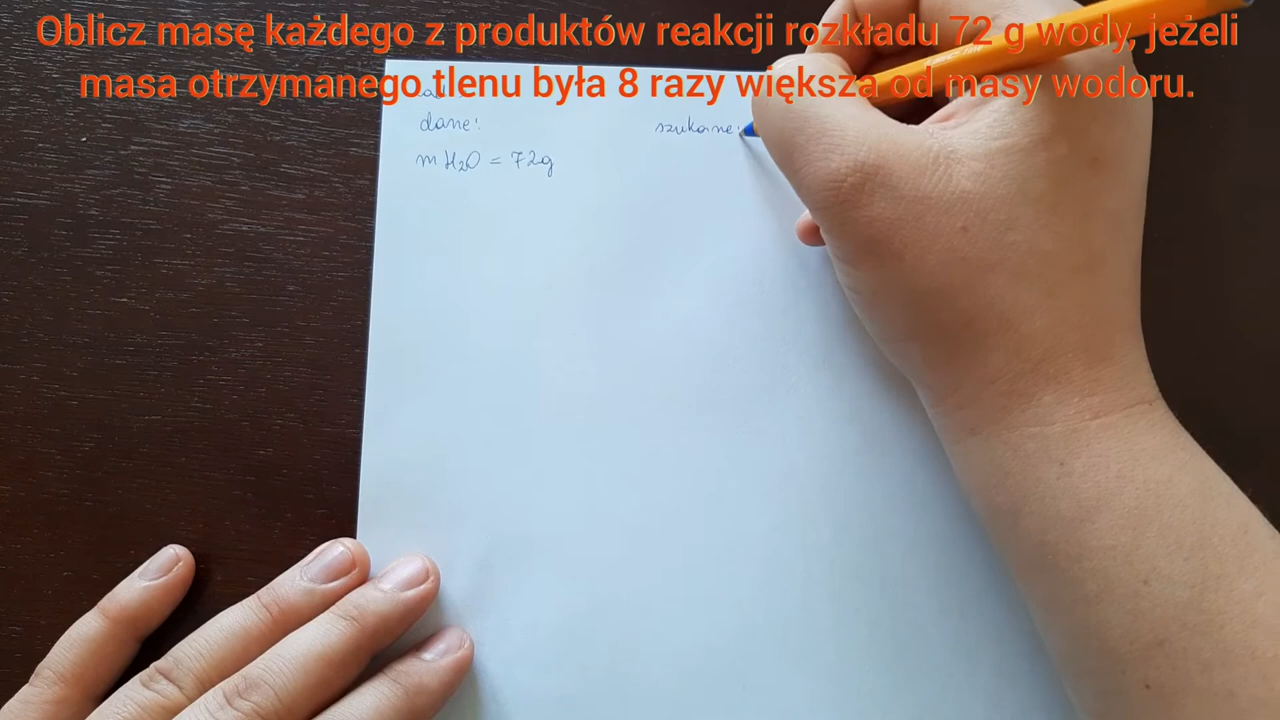 Oblicz masę każdego z produktów reakcji rozkładu 72 g wody, jeżeli
masa otrzymanego tlenu była 8 razy większa od masy wodoru.
dane:
szukane:
mH₂O = 72g